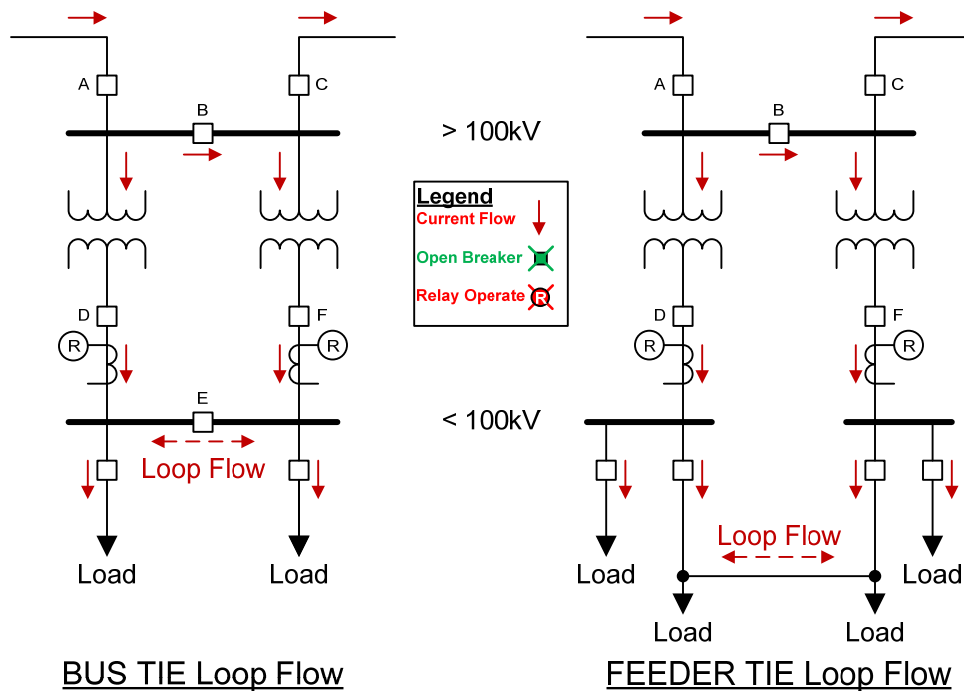 A
C
B
D
F
R
R
E
Loop Flow
Load
Load
BUS TIE Loop Flow
> 100kV
Legend
Current Flow
Open Breaker
Relay Operate R
< 100kV
A
C
B
D
F
R
R
Loop Flow
Load
Load
Load
Load
FEEDER TIE Loop Flow